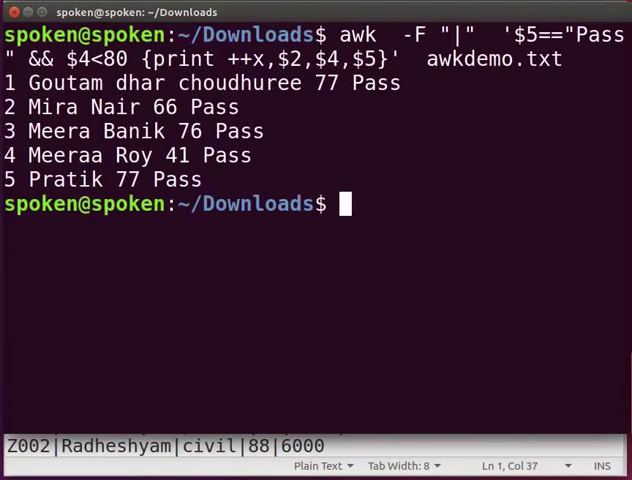 spoken@spoken: ~/Downloads
spoken@spoken:~/Downloads$ awk  -F "|"  '$5=="Pass
" && $4<80 {print ++x,$2,$4,$5}'  awkdemo.txt
1 Goutam dhar choudhuree 77 Pass
2 Mira Nair 66 Pass
3 Meera Banik 76 Pass
4 Meeraa Roy 41 Pass
5 Pratik 77 Pass
spoken@spoken:~/Downloads$
Z002|Radheshyam|civil|88|6000
Plain Text Tab Width: 8 Ln 1, Col 37 INS